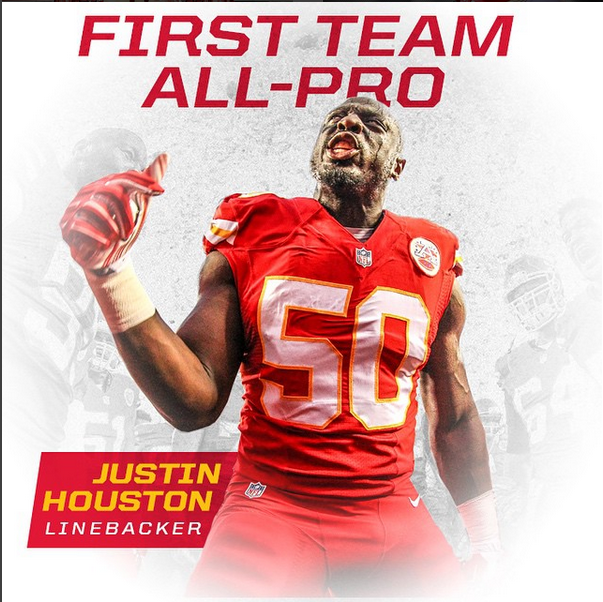 FIRST TEAM
ALL-PRO
50
JUSTIN
HOUSTON
LINEBACKER